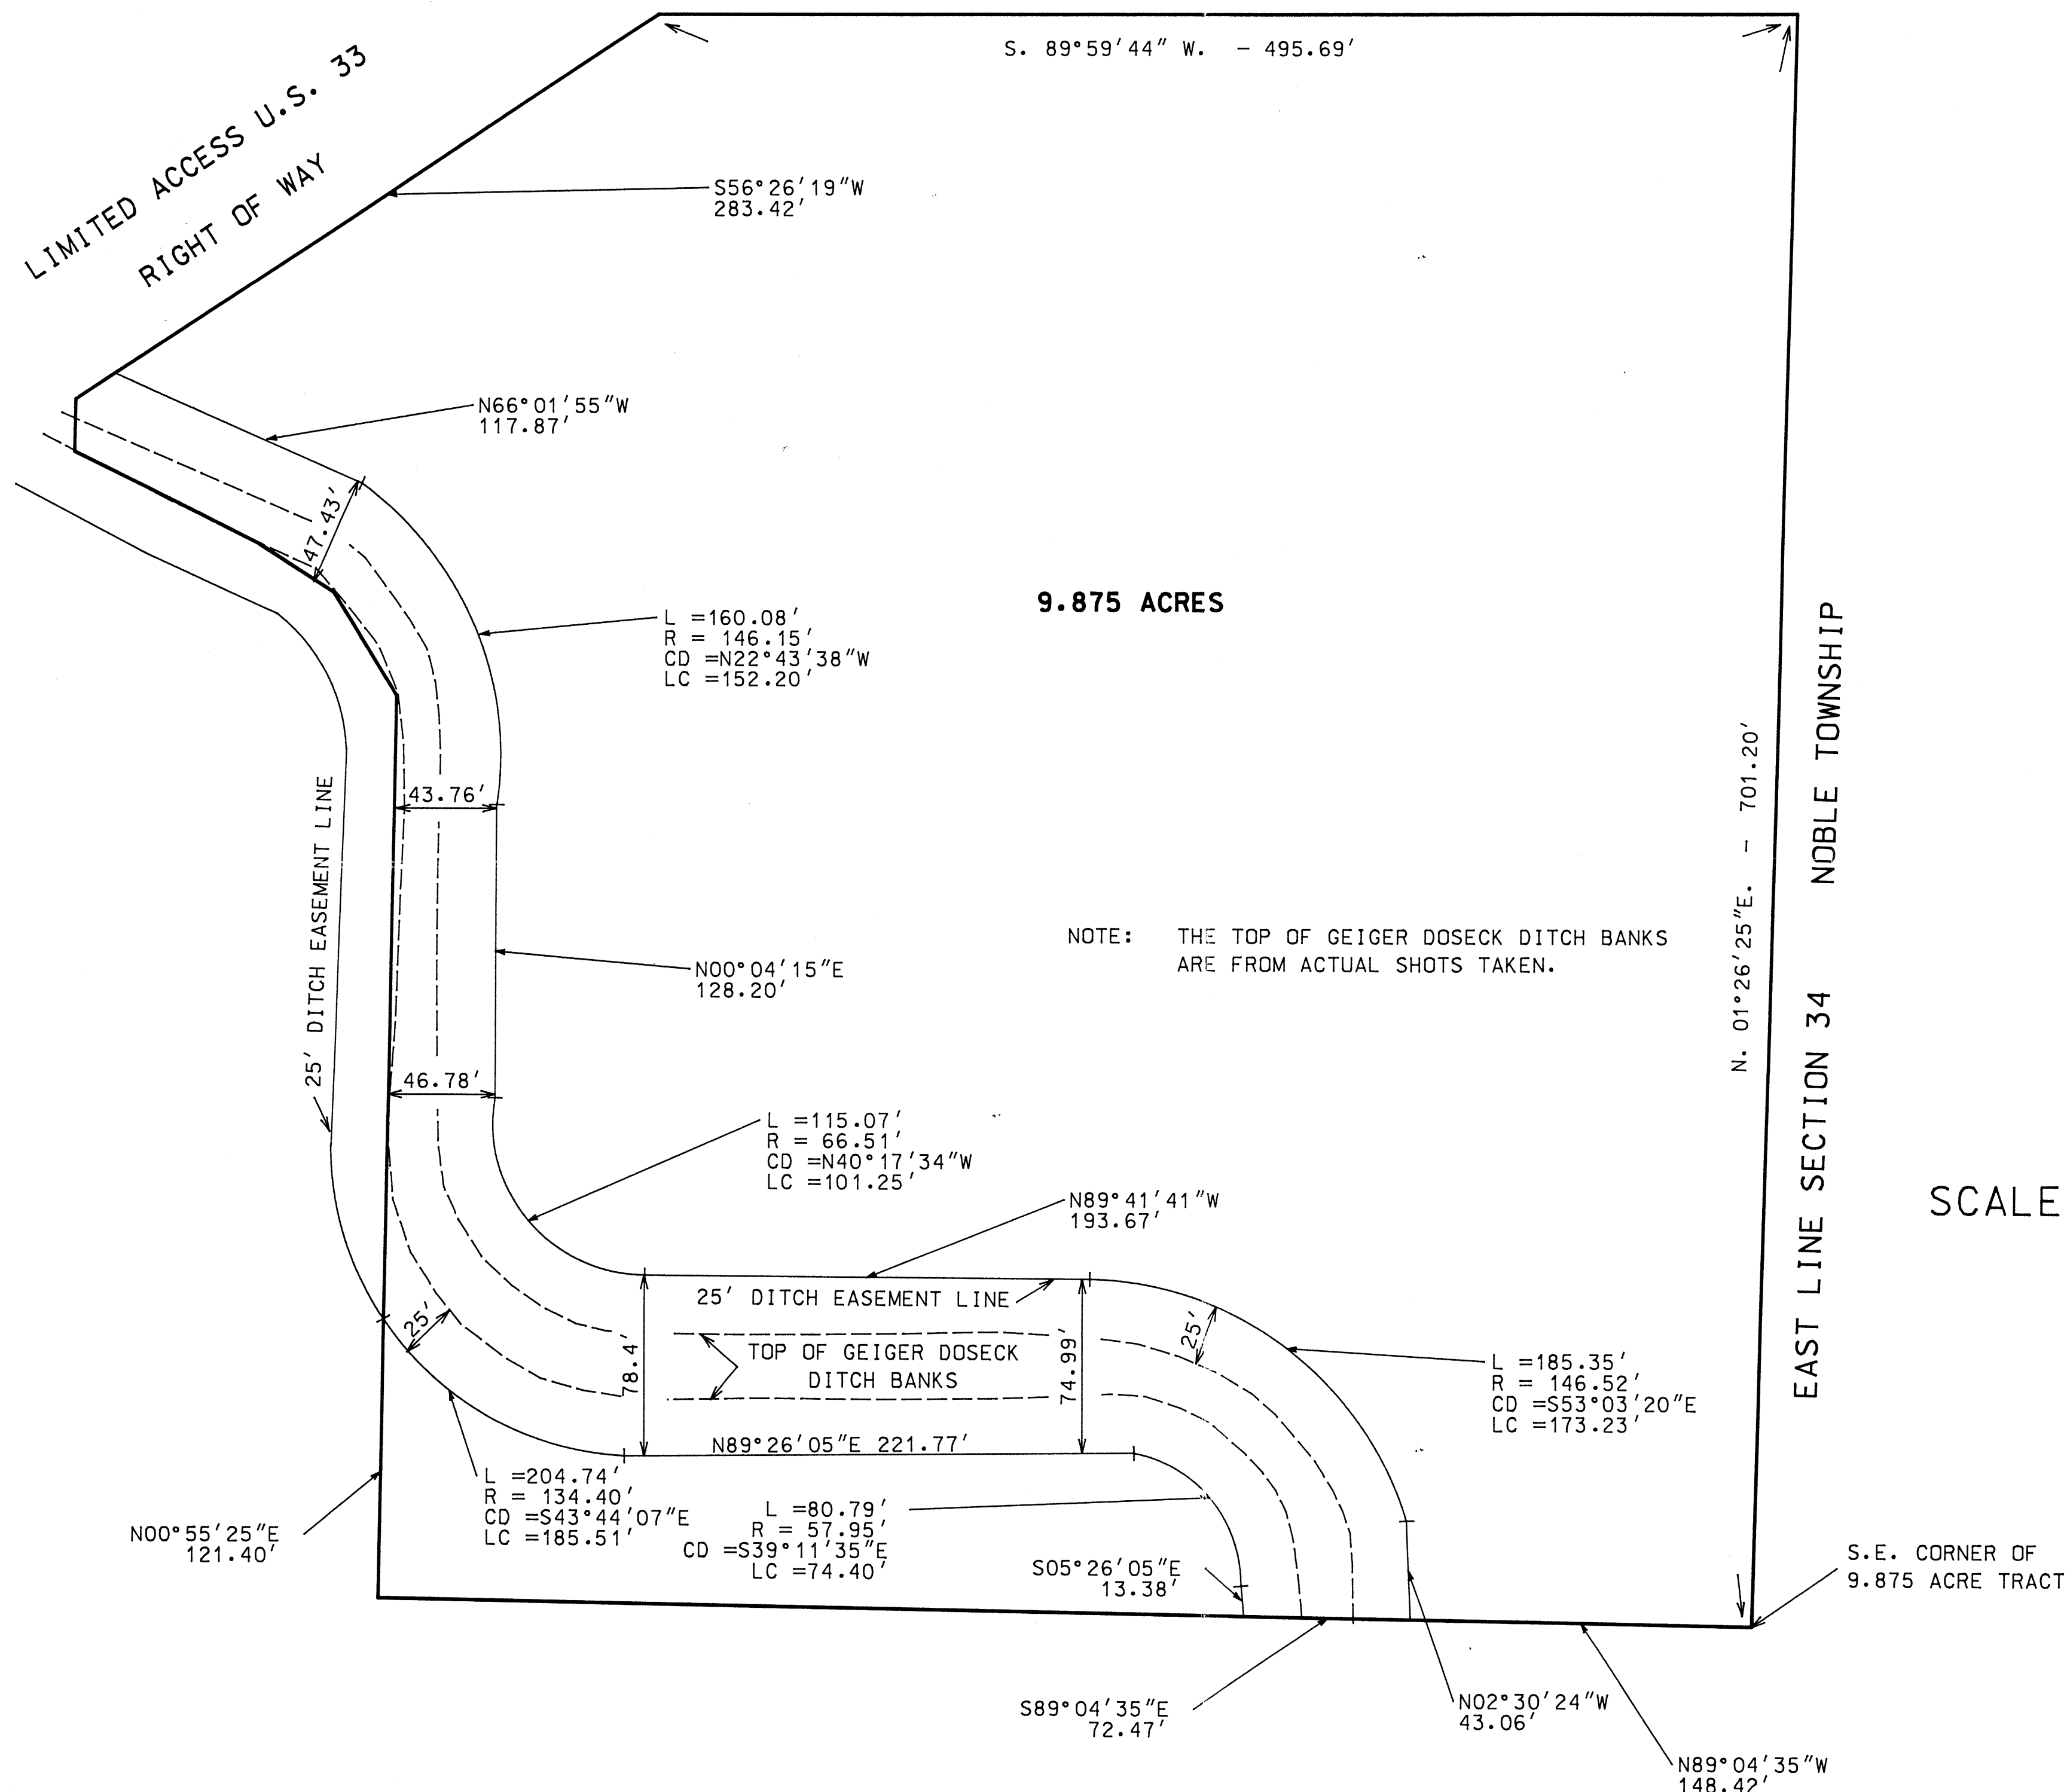 S. 89°59'44" W. - 495.69'
LIMITED ACCESS U.S. 33
RIGHT OF WAY
S56°26'19"W
283.42'
N66°01'55"W
117.87'
47.43'
L =160.08'
R = 146.15'
CD =N22°43'38"W
LC =152.20'
9.875 ACRES
NOBLE TOWNSHIP
EAST LINE SECTION 34
N. 01°26'25"E. - 701.20'
43.76'
25' DITCH EASEMENT LINE
NOTE: THE TOP OF GEIGER DOSECK DITCH BANKS
ARE FROM ACTUAL SHOTS TAKEN.
N00°04'15"E
128.20'
46.78'
L =115.07'
R = 66.51'
CD =N40°17'34"W
LC =101.25'
N89°41'41"W
193.67'
SCALE
25' DITCH EASEMENT LINE
25'
25'
78.4'
TOP OF GEIGER DOSECK
DITCH BANKS
74.99'
L =185.35'
R = 146.52'
CD =S53°03'20"E
LC =173.23'
N89°26'05"E 221.77'
L =204.74'
R = 134.40'
CD =S43°44'07"E
LC =185.51'
L =80.79'
R = 57.95'
CD =S39°11'35"E
LC =74.40'
N00°55'25"E
121.40'
S05°26'05"E
13.38'
S.E. CORNER OF
9.875 ACRE TRACT
S89°04'35"E
72.47'
N02°30'24"W
43.06'
N89°04'35"W
148.42'